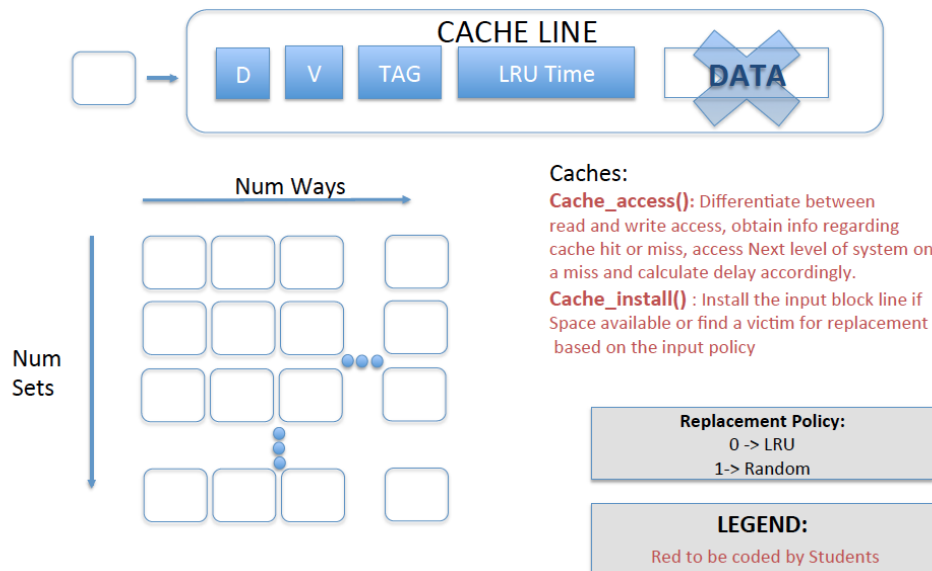 CACHE LINE
D
V
TAG
LRU Time
DATA
Num Ways
Num
Sets
Caches:
Cache_access(): Differentiate between
read and write access, obtain info regarding
cache hit or miss, access Next level of system on
a miss and calculate delay accordingly.
Cache_install() : Install the input block line if
Space available or find a victim for replacement
based on the input policy
Replacement Policy:
0 -> LRU
1-> Random
LEGEND:
Red to be coded by Students